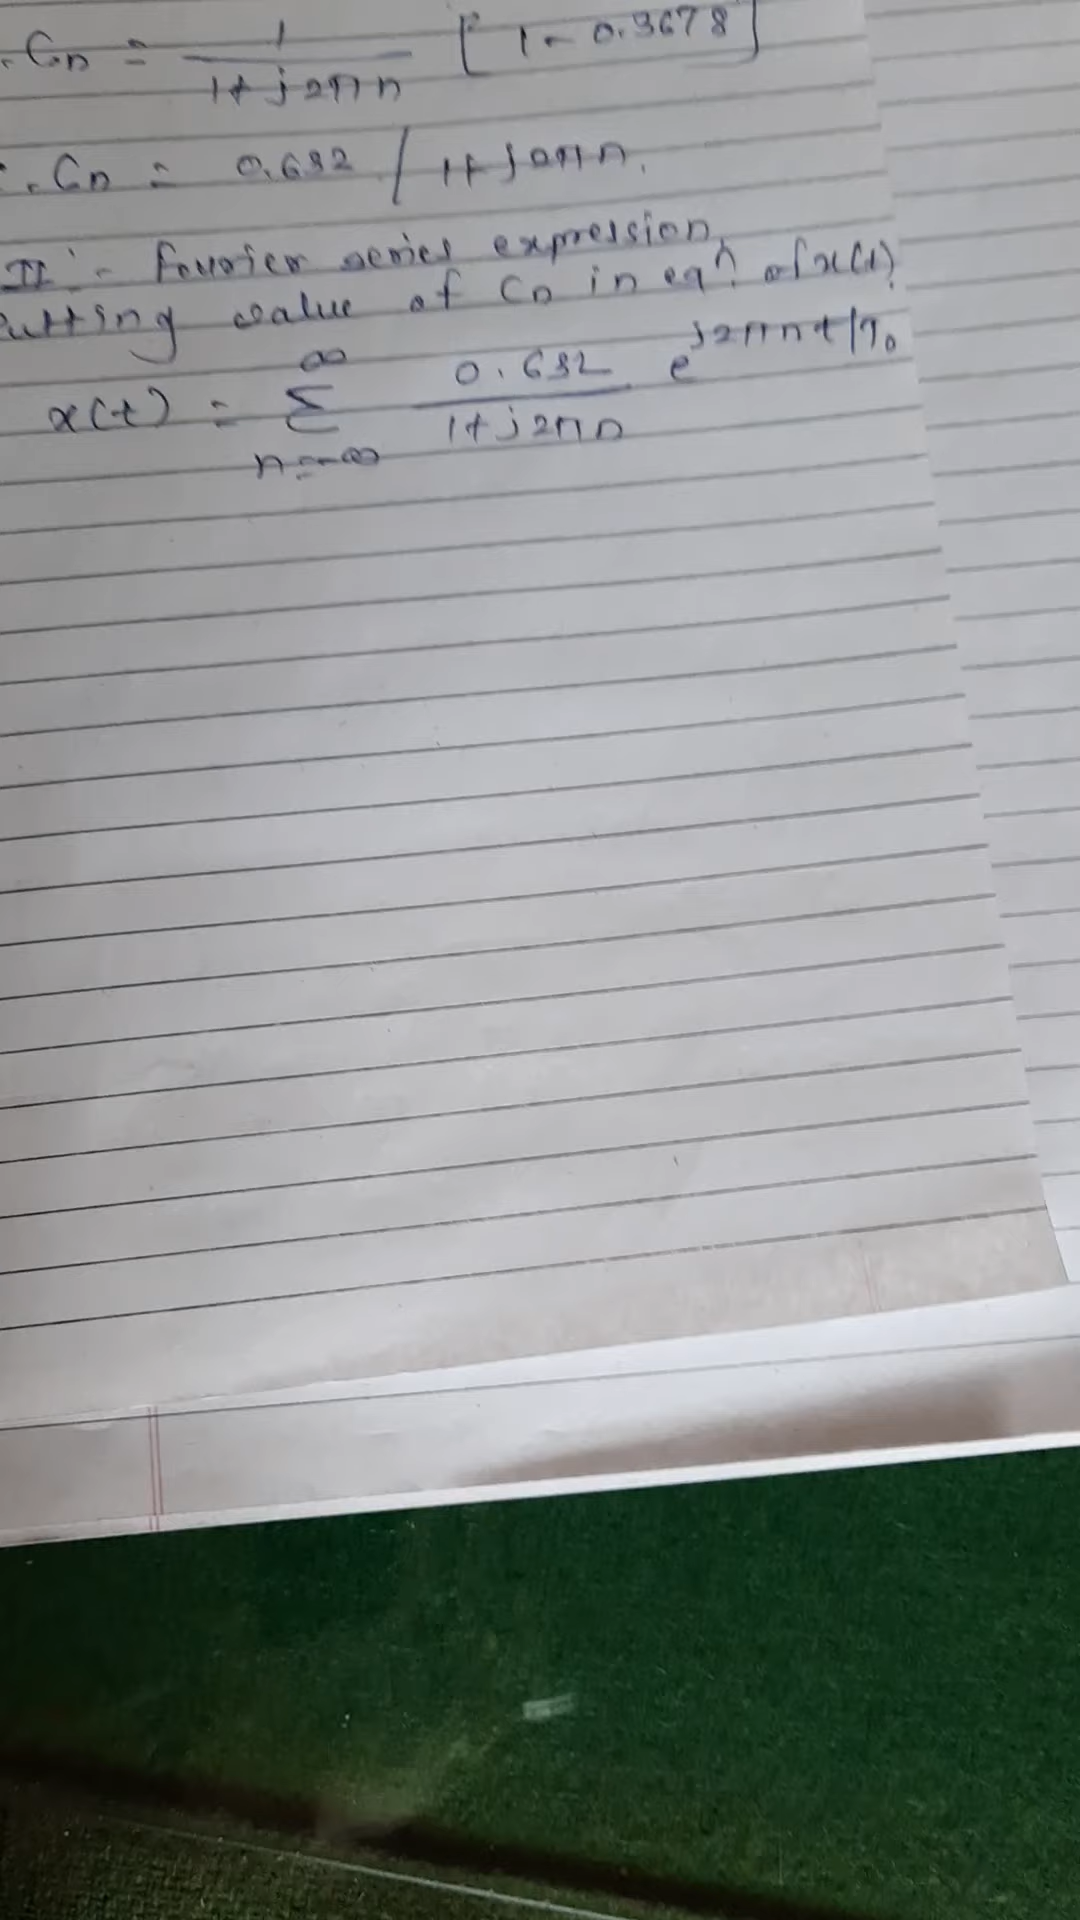 ∴ Cn = 1 / 1+j2πn [1 - 0.3678]
∴ Cn = 0.632 / 1+j2πn.
II :- Fourier series expression,
Putting value of Cn in eqn. of x(t)
x(t) = ∞ Σ n=-∞ 0.632 / 1+j2πn e^j2πnt/T0